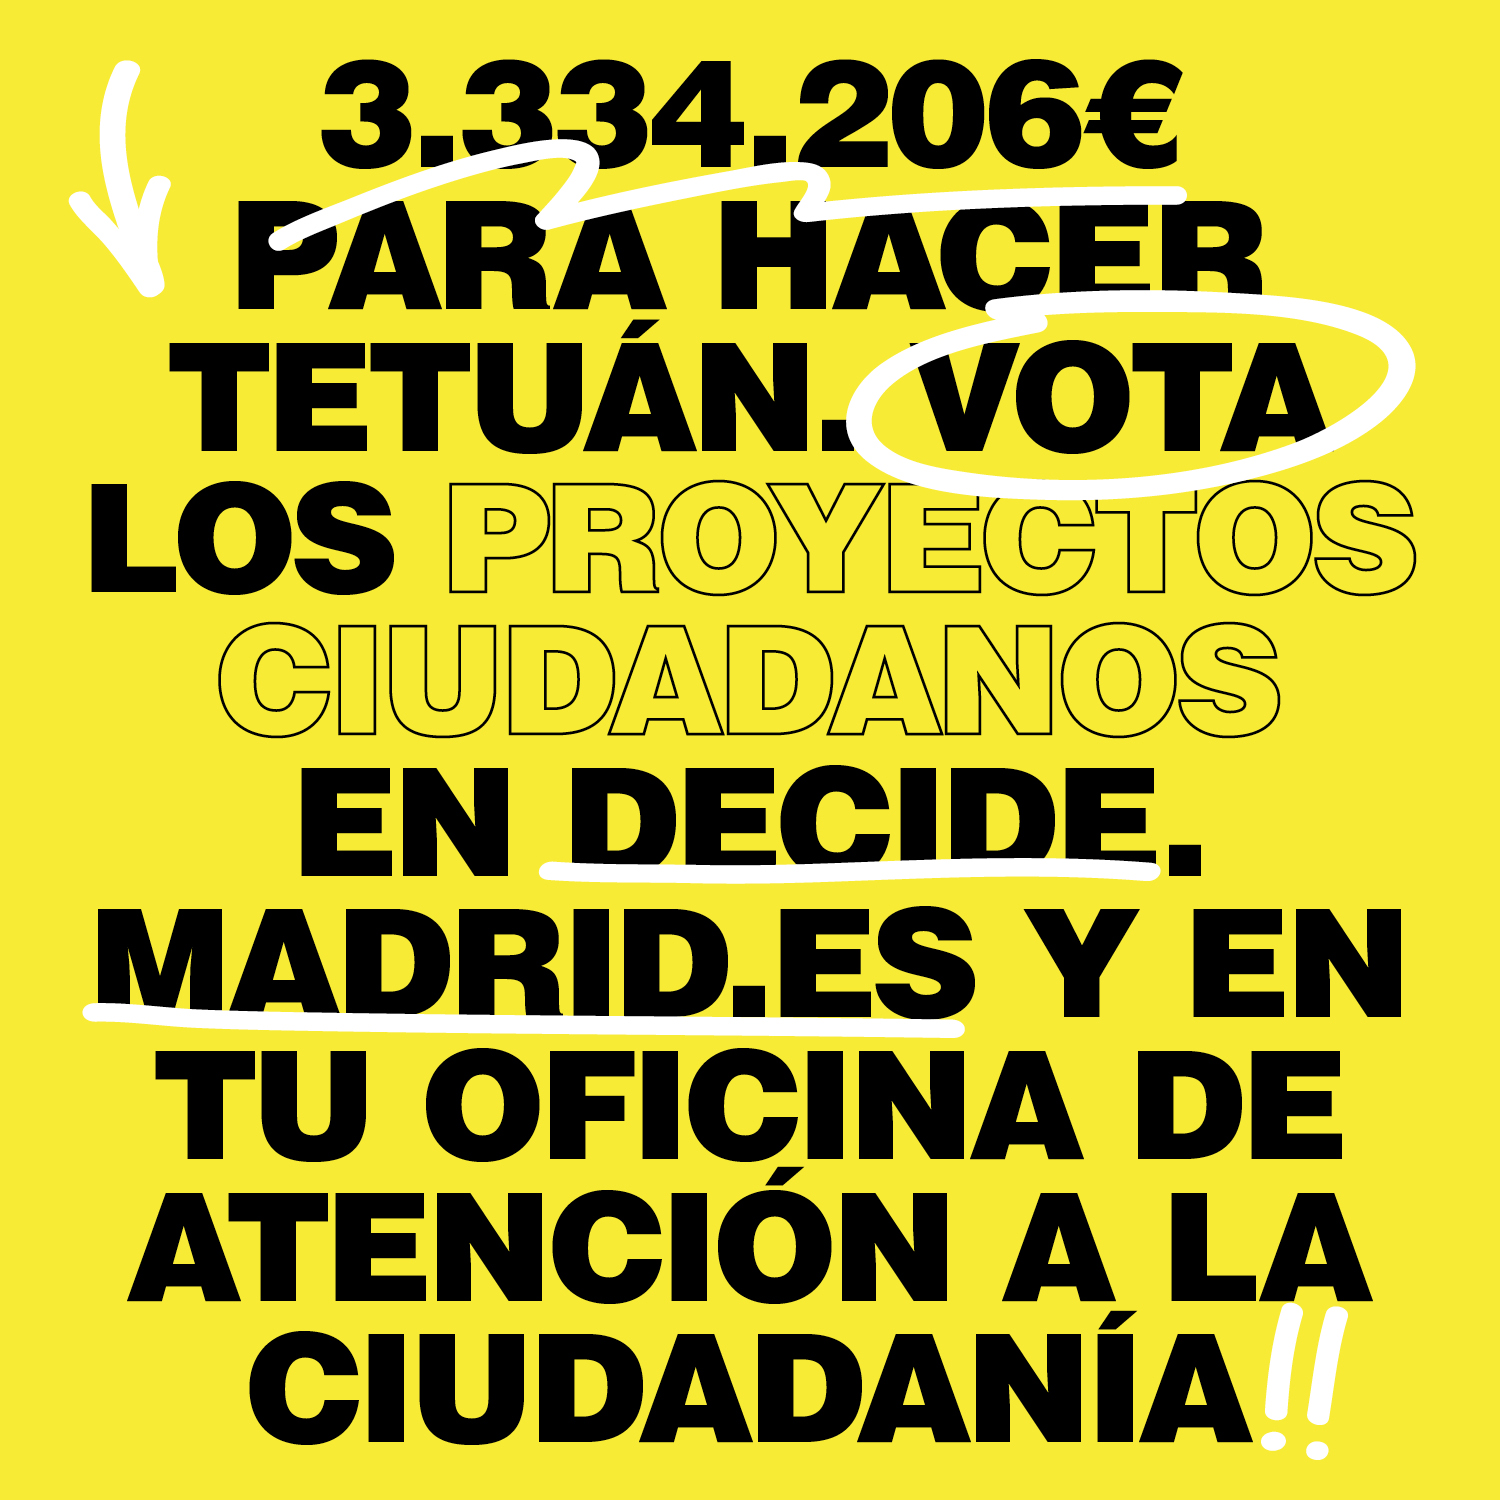 3.334.206€
PARA HACER
TETUÁN. VOTA
LOS PROYECTOS
CIUDADANOS
EN DECIDE.
MADRID.ES Y EN
TU OFICINA DE
ATENCIÓN A LA
CIUDADANÍA!!